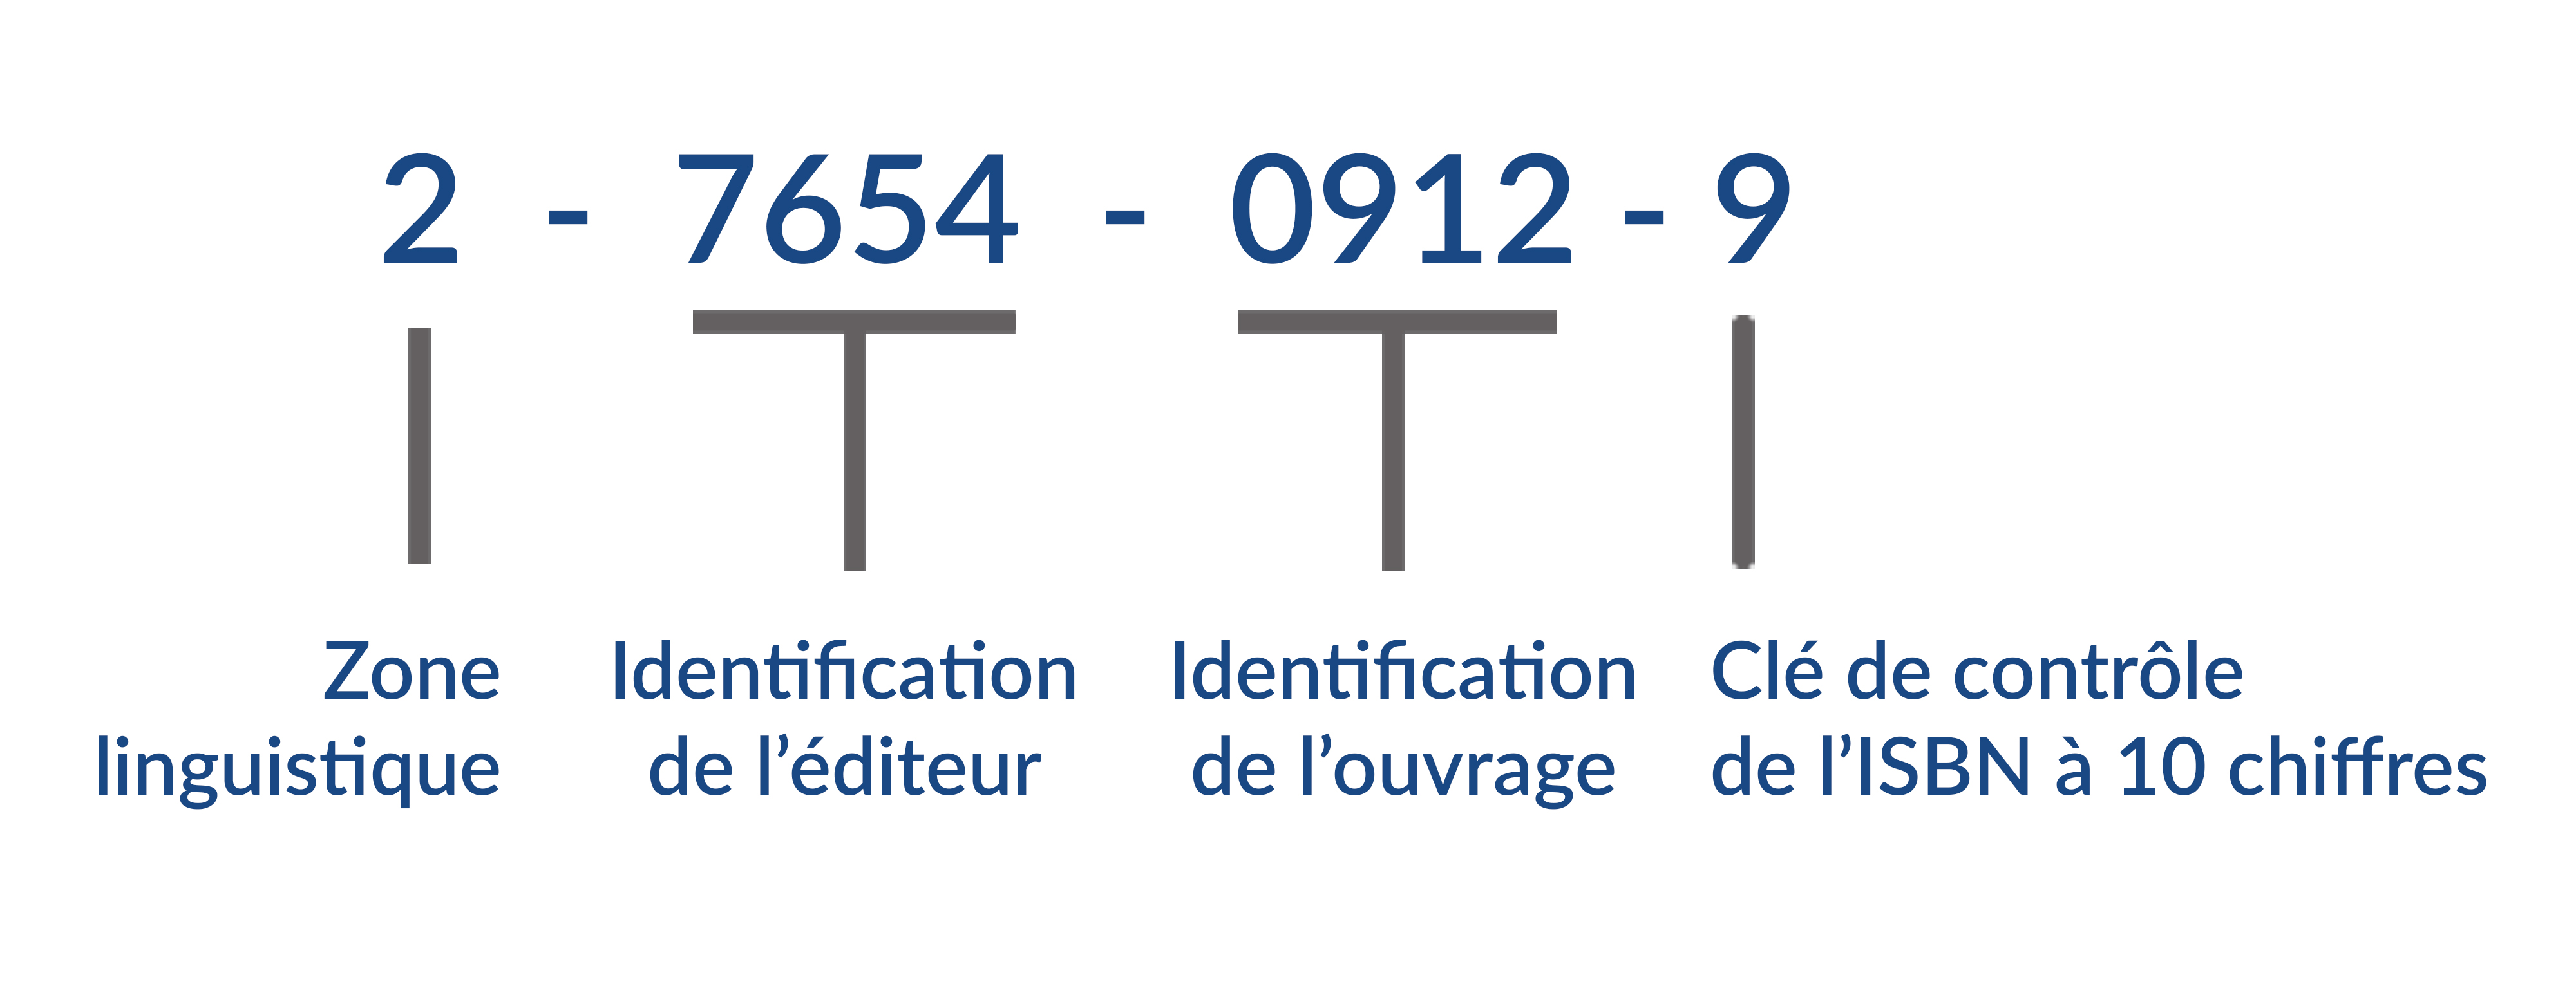 2 - 7654 - 0912 - 9
Zone
linguistique
Identification
de l’éditeur
Identification
de l’ouvrage
Clé de contrôle
de l’ISBN à 10 chiffres